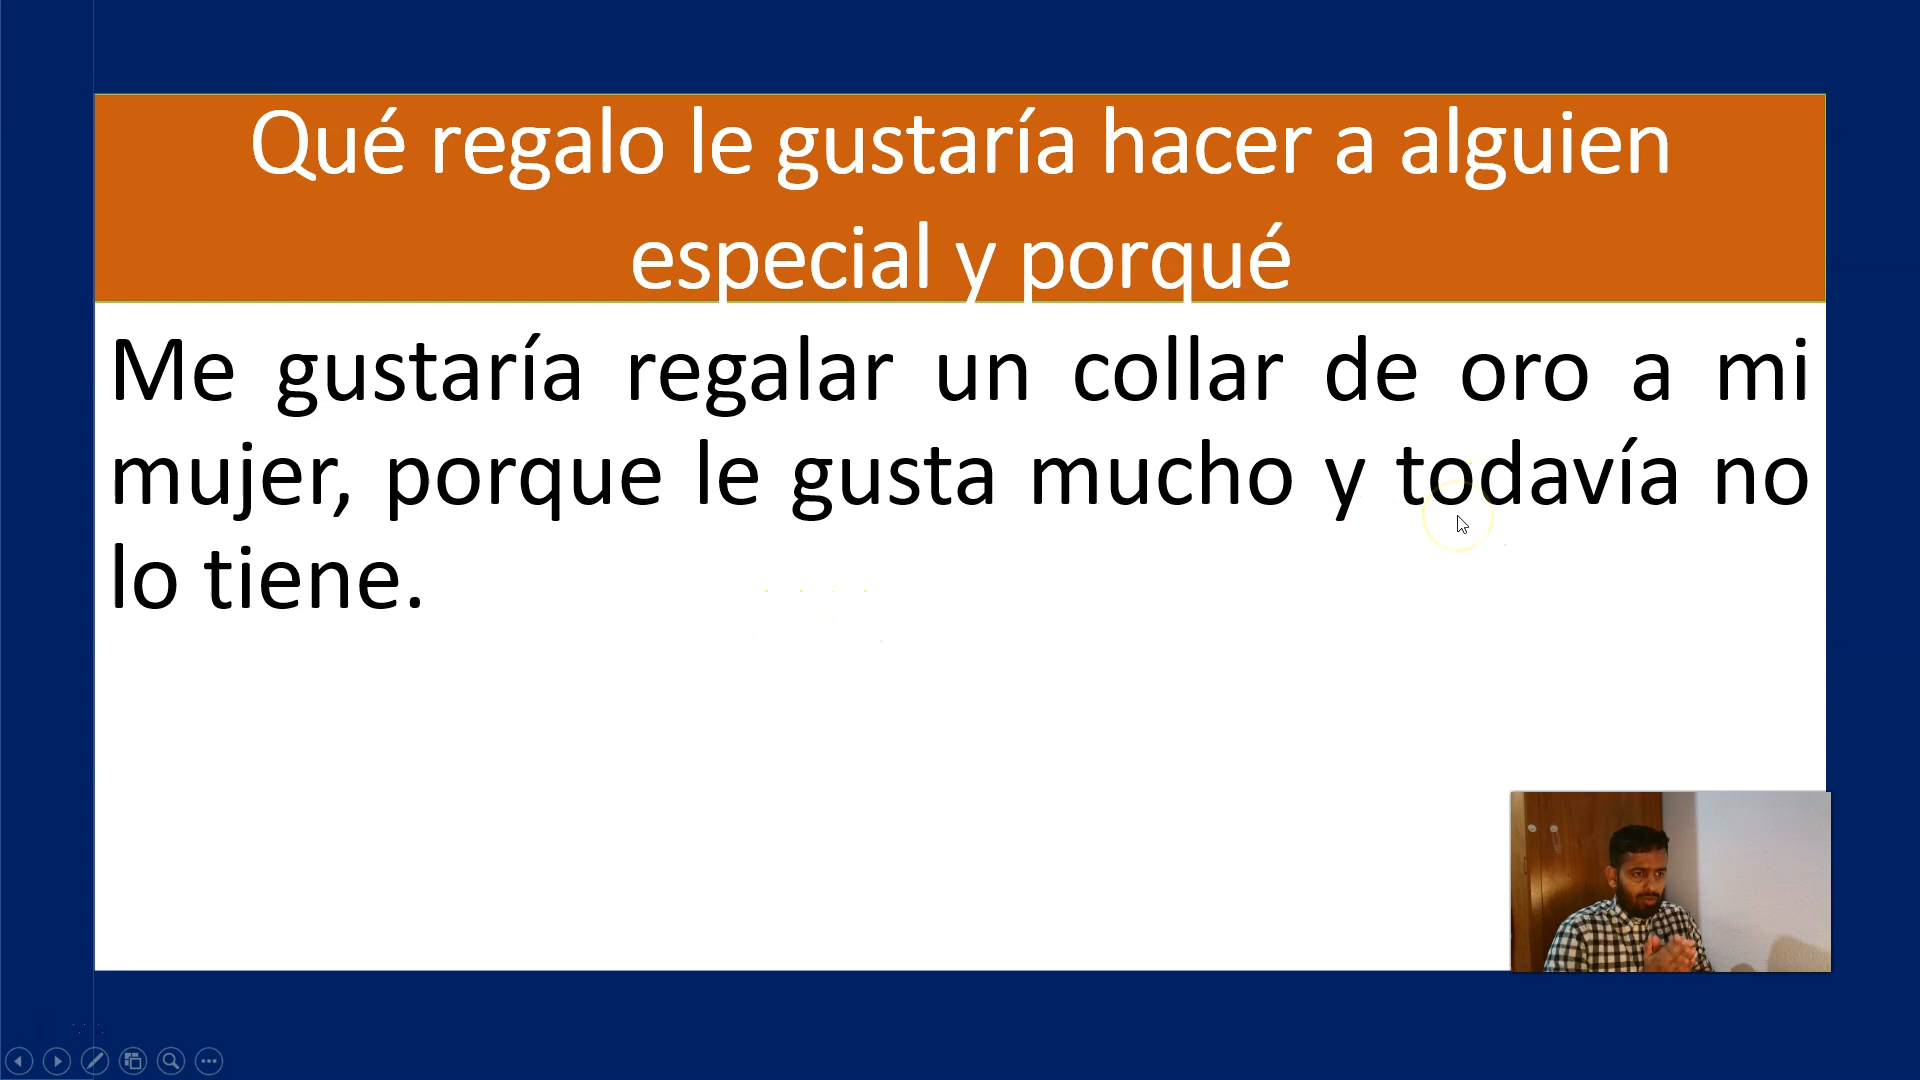 Qué regalo le gustaría hacer a alguien
especial y porqué
Me gustaría regalar un collar de oro a mi
mujer, porque le gusta mucho y todavía no
lo tiene.